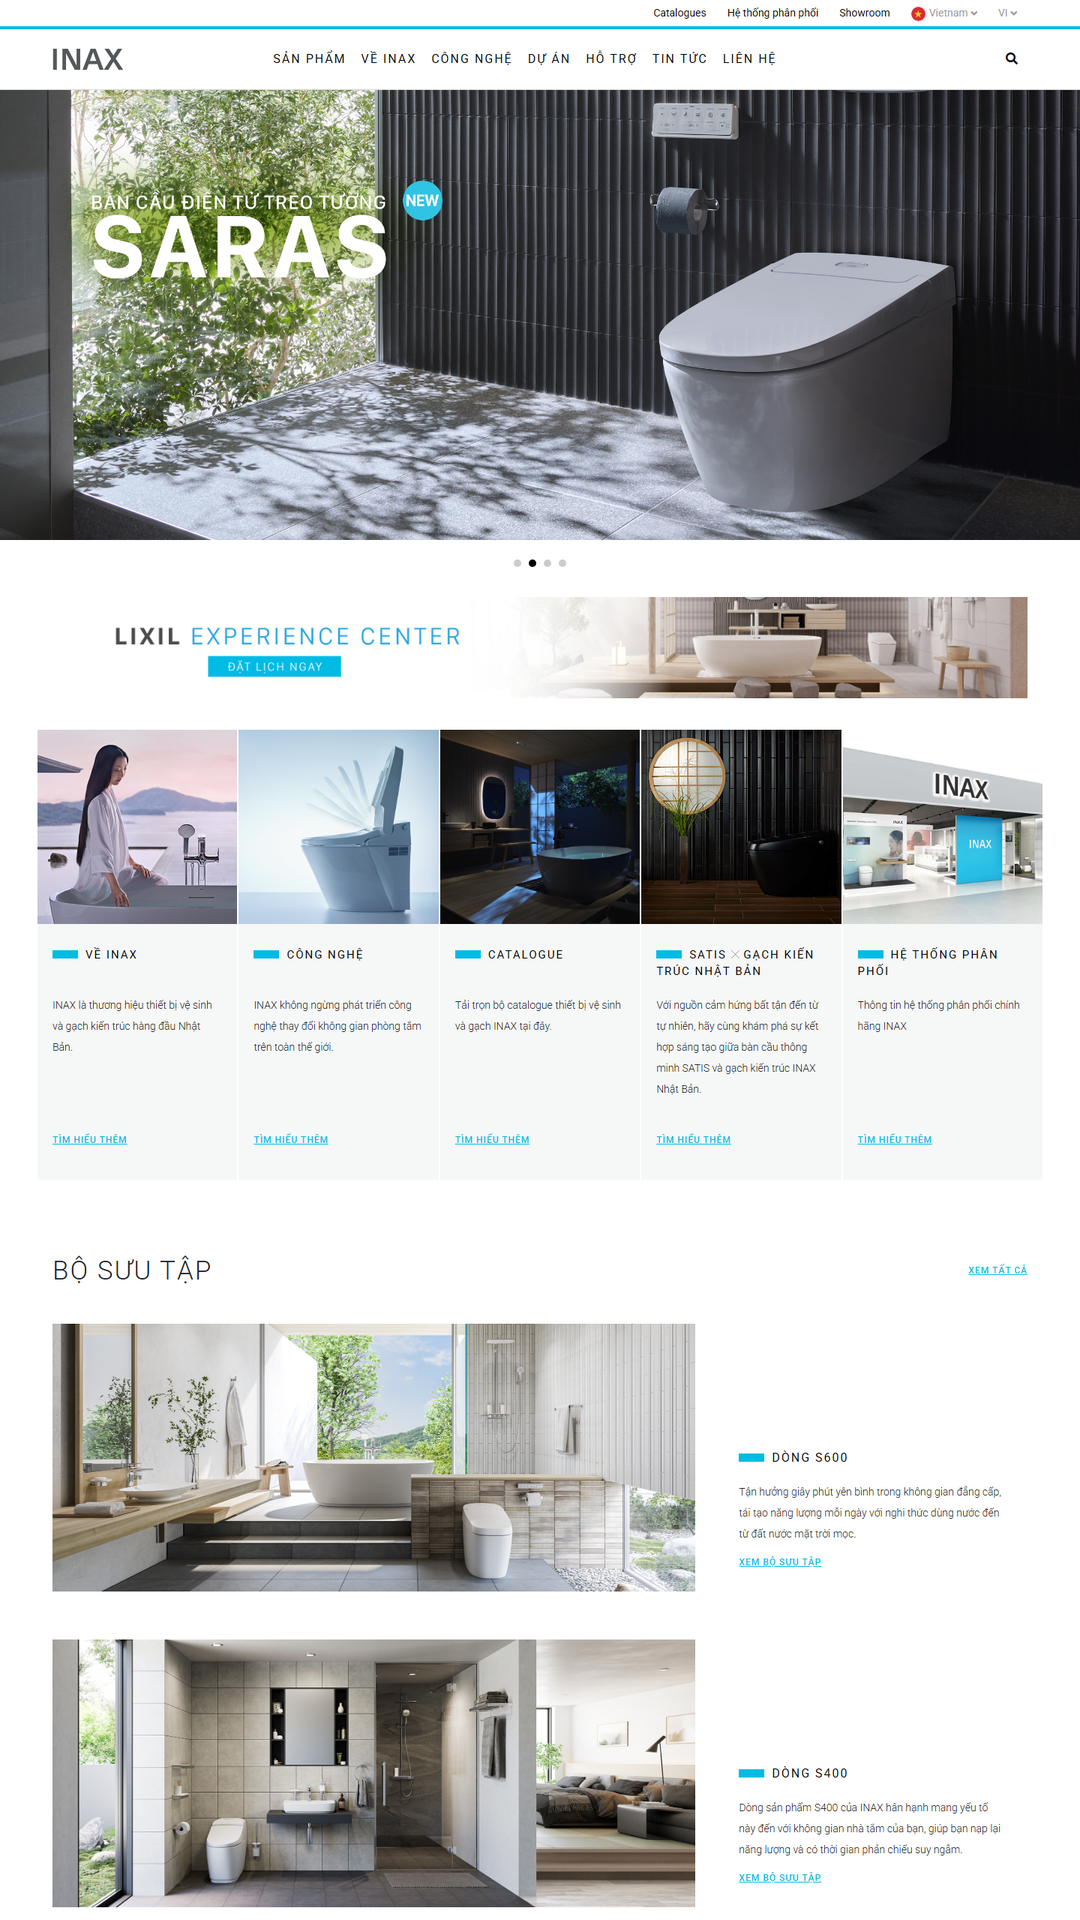 Catalogues Hệ thống phân phối Showroom Vietnam VI
INAX
SẢN PHẨM VỀ INAX CÔNG NGHỆ DỰ ÁN HỖ TRỢ TIN TỨC LIÊN HỆ
BÀN CẦU ĐIỆN TỬ TREO TƯỜNG
NEW
SARAS
LIXIL EXPERIENCE CENTER
ĐẶT LỊCH NGAY
INAX
INAX
VỀ INAX
INAX là thương hiệu thiết bị vệ sinh
và gạch kiến trúc hàng đầu Nhật
Bản.
TÌM HIỂU THÊM
CÔNG NGHỆ
INAX không ngừng phát triển công
nghệ thay đổi không gian phòng tắm
trên toàn thế giới.
TÌM HIỂU THÊM
CATALOGUE
Tải trọn bộ catalogue thiết bị vệ sinh
và gạch INAX tại đây.
TÌM HIỂU THÊM
SATIS ╳ GẠCH KIẾN
TRÚC NHẬT BẢN
Với nguồn cảm hứng bất tận đến từ
tự nhiên, hãy cùng khám phá sự kết
hợp sáng tạo giữa bàn cầu thông
minh SATIS và gạch kiến trúc INAX
Nhật Bản.
TÌM HIỂU THÊM
HỆ THỐNG PHÂN
PHỐI
Thông tin hệ thống phân phối chính
hãng INAX
TÌM HIỂU THÊM
BỘ SƯU TẬP
XEM TẤT CẢ
DÒNG S600
Tận hưởng giây phút yên bình trong không gian đẳng cấp,
tái tạo năng lượng mỗi ngày với nghi thức dùng nước đến
từ đất nước mặt trời mọc.
XEM BỘ SƯU TẬP
DÒNG S400
Dòng sản phẩm S400 của INAX hân hạnh mang yếu tố
này đến với không gian nhà tắm của bạn, giúp bạn nạp lại
năng lượng và có thời gian phản chiếu suy ngẫm.
XEM BỘ SƯU TẬP